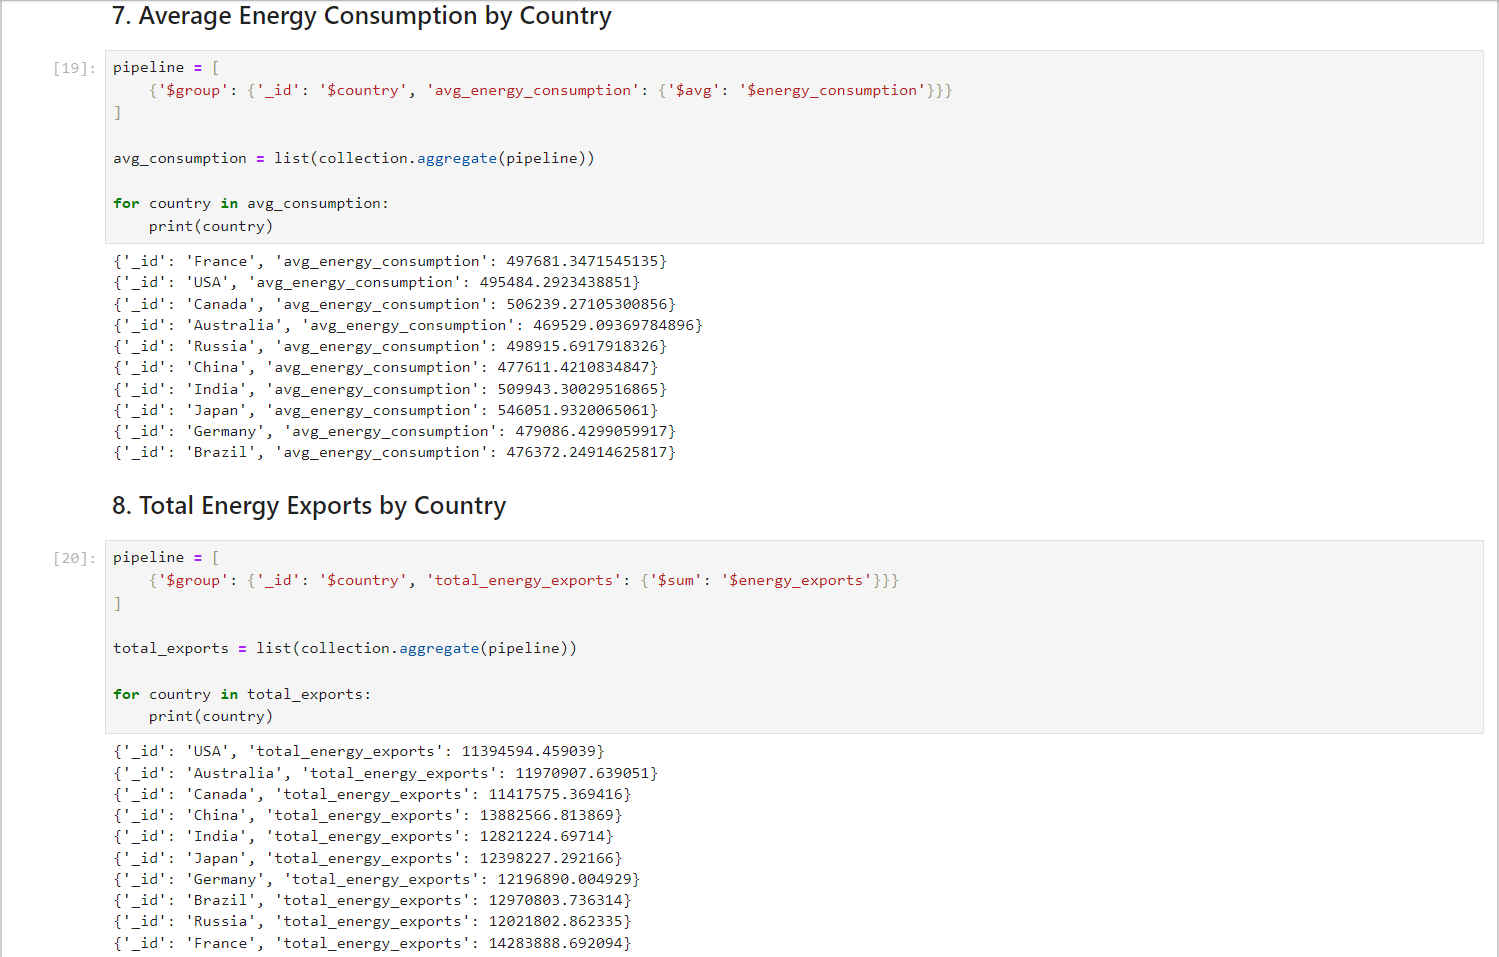 7. Average Energy Consumption by Country
[19]:
pipeline = [
    {'$group': {'_id': '$country', 'avg_energy_consumption': {'$avg': '$energy_consumption'}}}
]
avg_consumption = list(collection.aggregate(pipeline))
for country in avg_consumption:
    print(country)
{'_id': 'France', 'avg_energy_consumption': 497681.3471545135}
{'_id': 'USA', 'avg_energy_consumption': 495484.2923438851}
{'_id': 'Canada', 'avg_energy_consumption': 506239.27105300856}
{'_id': 'Australia', 'avg_energy_consumption': 469529.09369784896}
{'_id': 'Russia', 'avg_energy_consumption': 498915.6917918326}
{'_id': 'China', 'avg_energy_consumption': 477611.4210834847}
{'_id': 'India', 'avg_energy_consumption': 509943.30029516865}
{'_id': 'Japan', 'avg_energy_consumption': 546051.9320065061}
{'_id': 'Germany', 'avg_energy_consumption': 479086.4299059917}
{'_id': 'Brazil', 'avg_energy_consumption': 476372.24914625817}
8. Total Energy Exports by Country
[20]:
pipeline = [
    {'$group': {'_id': '$country', 'total_energy_exports': {'$sum': '$energy_exports'}}}
]
total_exports = list(collection.aggregate(pipeline))
for country in total_exports:
    print(country)
{'_id': 'USA', 'total_energy_exports': 11394594.459039}
{'_id': 'Australia', 'total_energy_exports': 11970907.639051}
{'_id': 'Canada', 'total_energy_exports': 11417575.369416}
{'_id': 'China', 'total_energy_exports': 13882566.813869}
{'_id': 'India', 'total_energy_exports': 12821224.69714}
{'_id': 'Japan', 'total_energy_exports': 12398227.292166}
{'_id': 'Germany', 'total_energy_exports': 12196890.004929}
{'_id': 'Brazil', 'total_energy_exports': 12970803.736314}
{'_id': 'Russia', 'total_energy_exports': 12021802.862335}
{'_id': 'France', 'total_energy_exports': 14283888.692094}